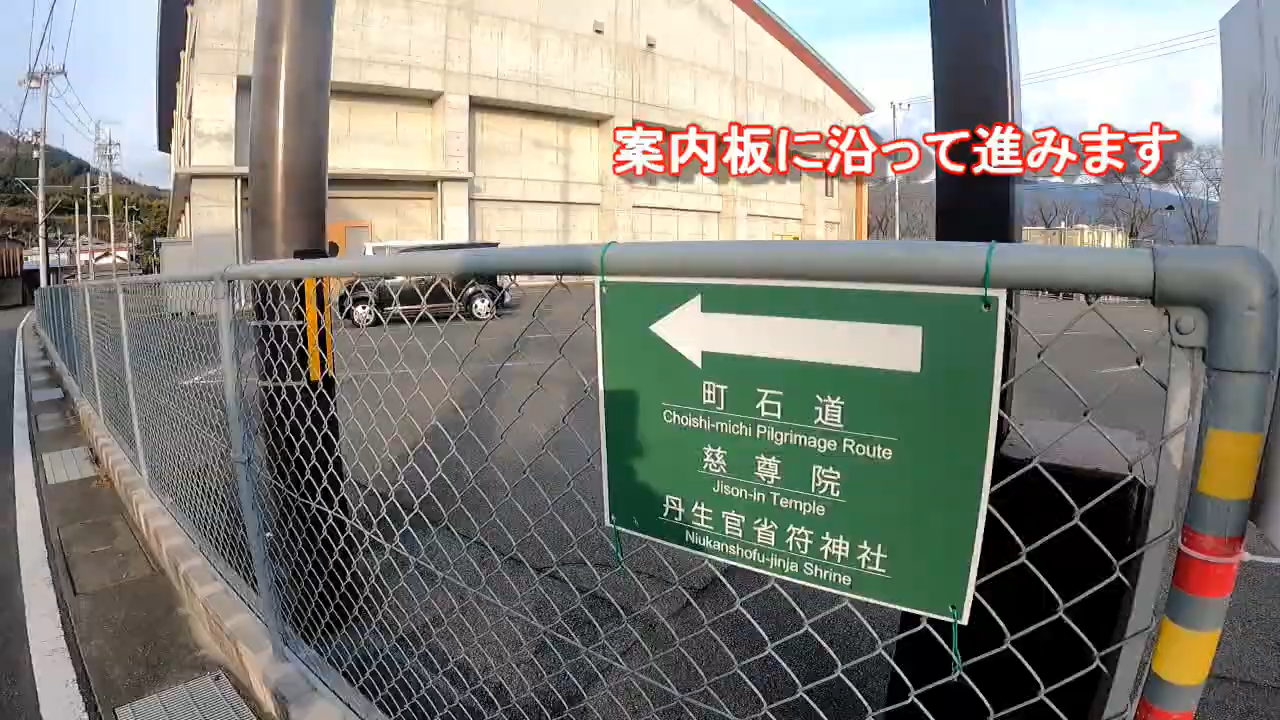 案内板に沿って進みます
町石道
Choishi-michi Pilgrimage Route
慈尊院
Jison-in Temple
丹生官省符神社
Niukanshofu-jinja Shrine